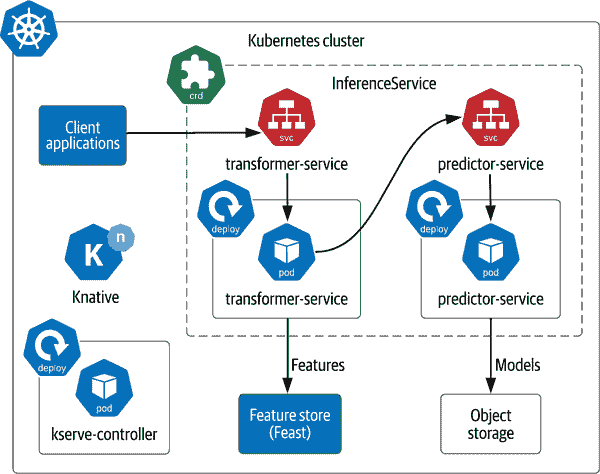 Kubernetes cluster
InferenceService
crd
Client
applications
svc
transformer-service
svc
predictor-service
deploy
pod
transformer-service
deploy
pod
predictor-service
K
n
Knative
Features
Models
deploy
pod
kserve-controller
Feature store
(Feast)
Object
storage